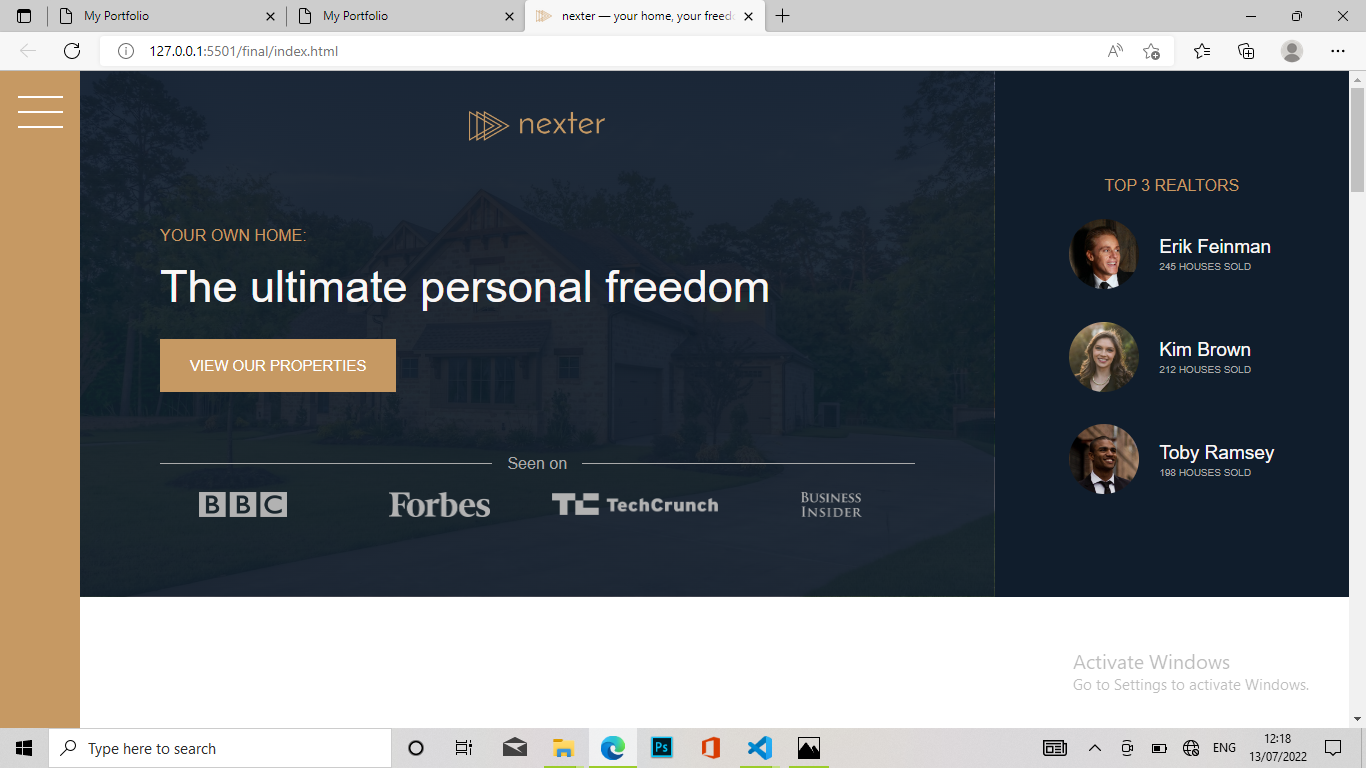 My Portfolio
My Portfolio
nexter — your home, your freed
127.0.0.1:5501/final/index.html
nexter
YOUR OWN HOME:
The ultimate personal freedom
VIEW OUR PROPERTIES
Seen on
BBC
Forbes
TC TechCrunch
BUSINESS
INSIDER
TOP 3 REALTORS
Erik Feinman
245 HOUSES SOLD
Kim Brown
212 HOUSES SOLD
Toby Ramsey
198 HOUSES SOLD
Activate Windows
Go to Settings to activate Windows.
Type here to search
Ps
ENG
12:18
13/07/2022